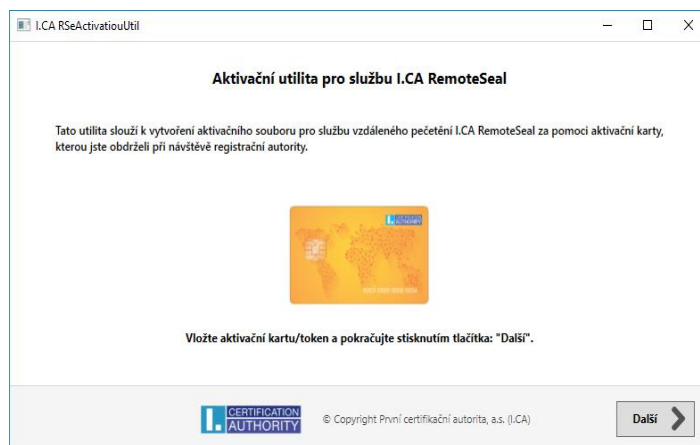 I.CA RSeActivatiouUtil
Aktivační utilita pro službu I.CA RemoteSeal
Tato utilita slouží k vytvoření aktivačního souboru pro službu vzdáleného pečetění I.CA RemoteSeal za pomoci aktivační karty,
kterou jste obdrželi při návštěvě registrační autority.
I. CERTIFICATION
AUTHORITY
Vložte aktivační kartu/token a pokračujte stisknutím tlačítka: "Další".
I. CERTIFICATION
AUTHORITY
© Copyright První certifikační autorita, a.s. (I.CA)
Další